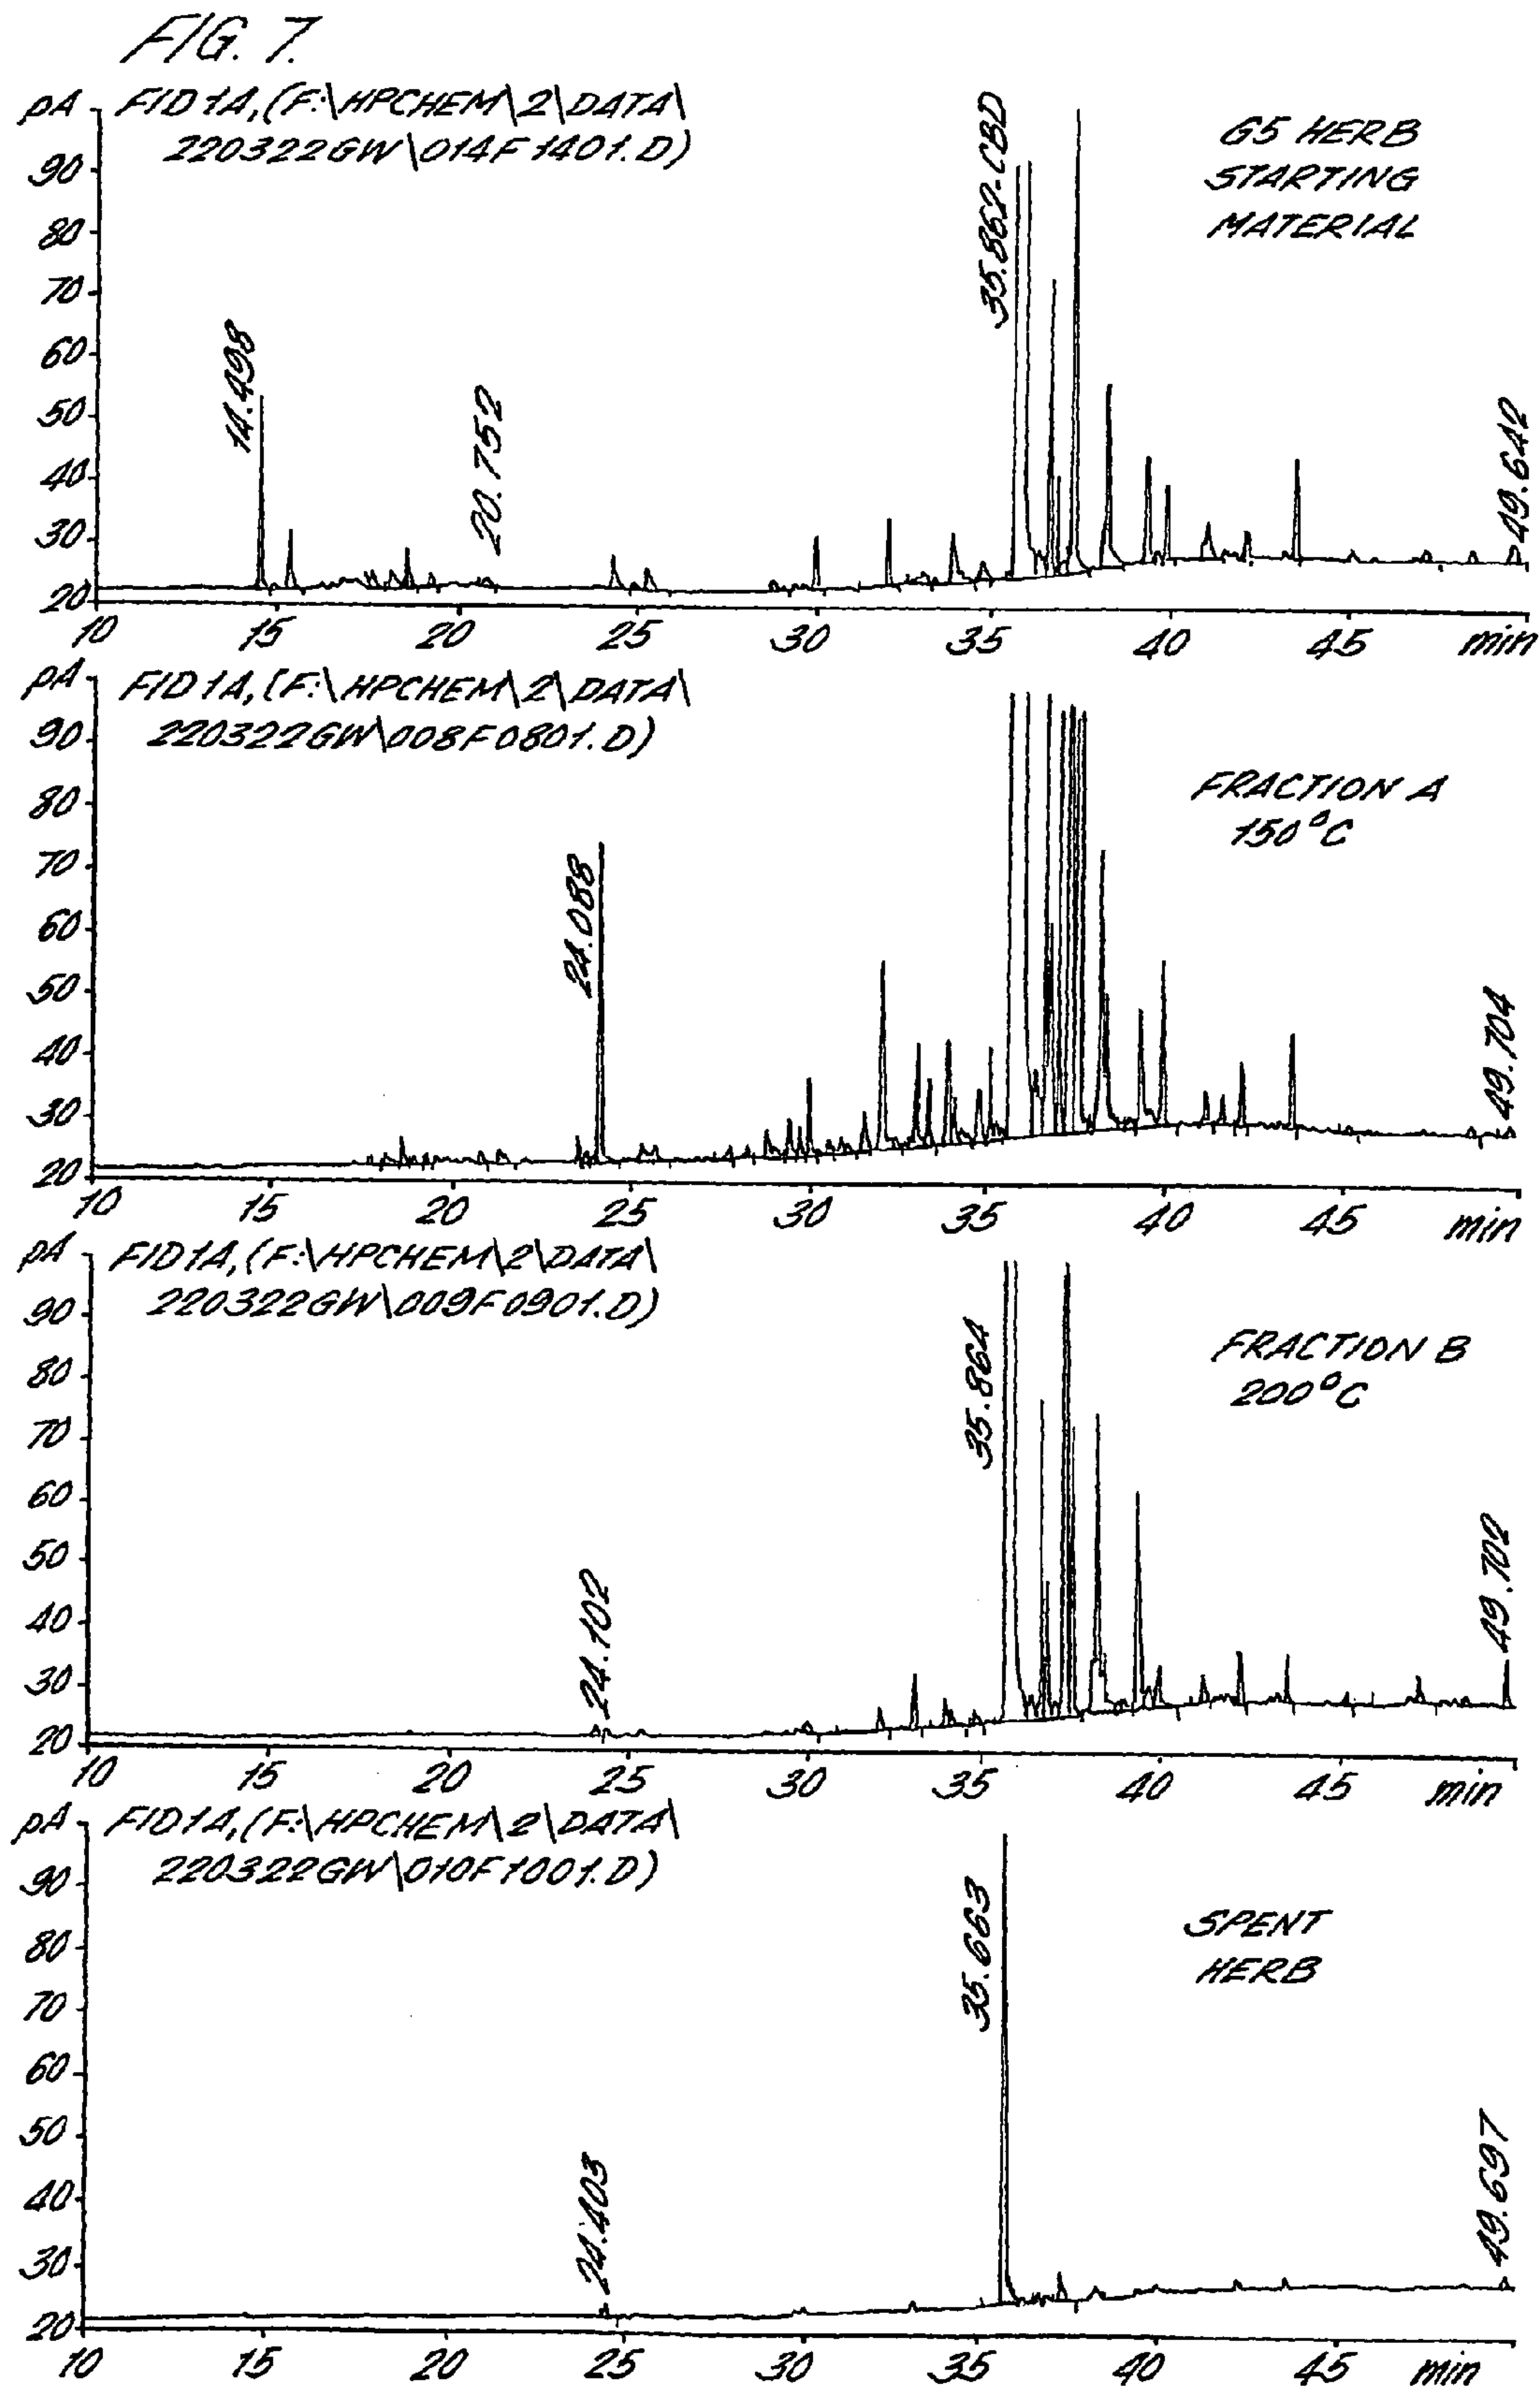 FIG. 7.
pA FID1A, (F:\HPCHEM\2\DATA\
220322GW\014F1401.D)
G5 HERB
STARTING
MATERIAL
90
80
70
60
50
40
30
20
14.498
20.752
35.862-CBD
49.642
10 15 20 25 30 35 40 45 min
pA FID1A, (F:\HPCHEM\2\DATA\
220322GW\008F0801.D)
FRACTION A
150°C
90
80
70
60
50
40
30
20
24.088
49.704
10 15 20 25 30 35 40 45 min
pA FID1A, (F:\HPCHEM\2\DATA\
220322GW\009F0901.D)
FRACTION B
200°C
90
80
70
60
50
40
30
20
24.102
35.864
49.702
10 15 20 25 30 35 40 45 min
pA FID1A, (F:\HPCHEM\2\DATA\
220322GW\010F1001.D)
SPENT
HERB
90
80
70
60
50
40
30
20
24.403
35.663
49.697
10 15 20 25 30 35 40 45 min